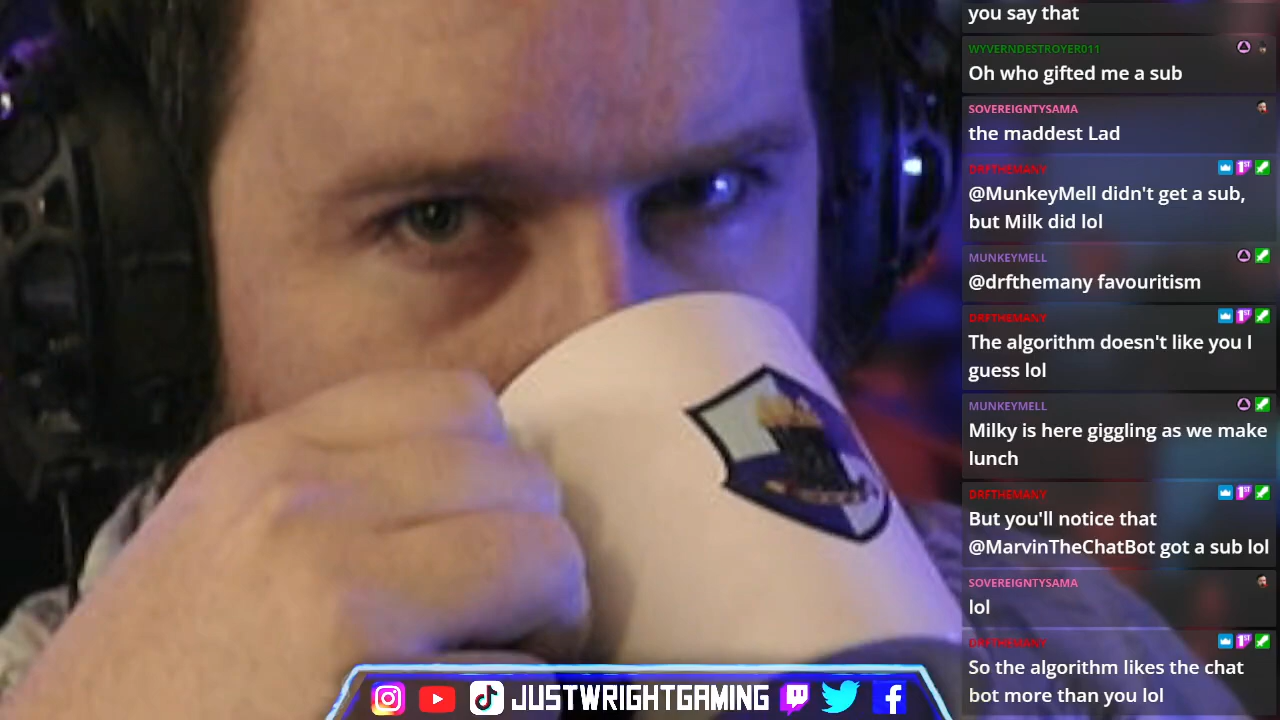 you say that
WYVERNDESTROYER011
Oh who gifted me a sub
SOVEREIGNTYSAMA
the maddest Lad
DRFTHEMANY
@MunkeyMell didn't get a sub,
but Milk did lol
MUNKEYMELL
@drfthemany favouritism
DRFTHEMANY
The algorithm doesn't like you I
guess lol
MUNKEYMELL
Milky is here giggling as we make
lunch
DRFTHEMANY
But you'll notice that
@MarvinTheChatBot got a sub lol
SOVEREIGNTYSAMA
lol
DRFTHEMANY
So the algorithm likes the chat
bot more than you lol
JUSTWRIGHTGAMING